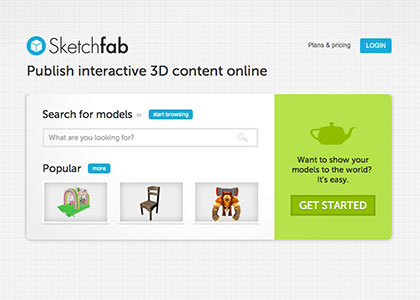 Sketchfab
Plans & pricing
LOGIN
Publish interactive 3D content online
Search for models or start browsing
What are you looking for?
Popular more
Want to show your
models to the world?
It's easy.
GET STARTED